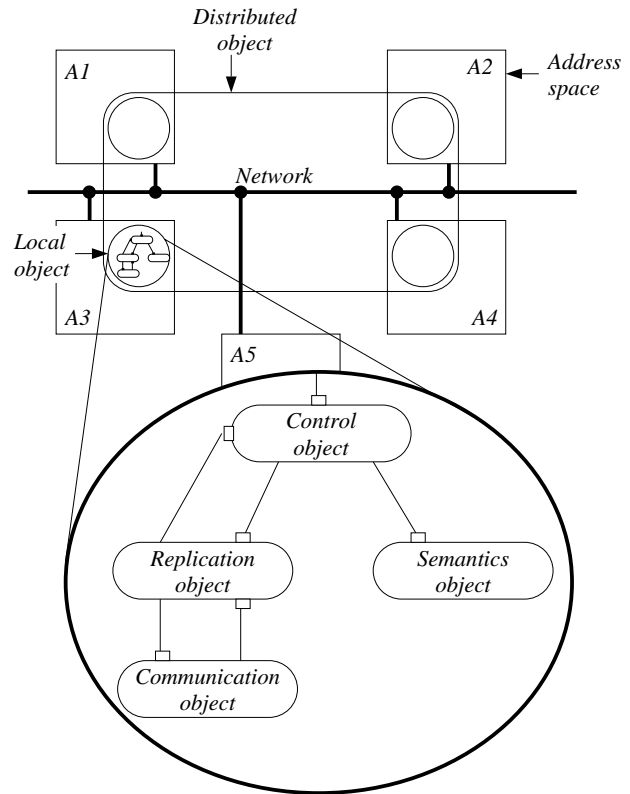 Distributed
object
A1
A2
Address
space
Network
Local
object
A3
A4
A5
Control
object
Replication
object
Semantics
object
Communication
object